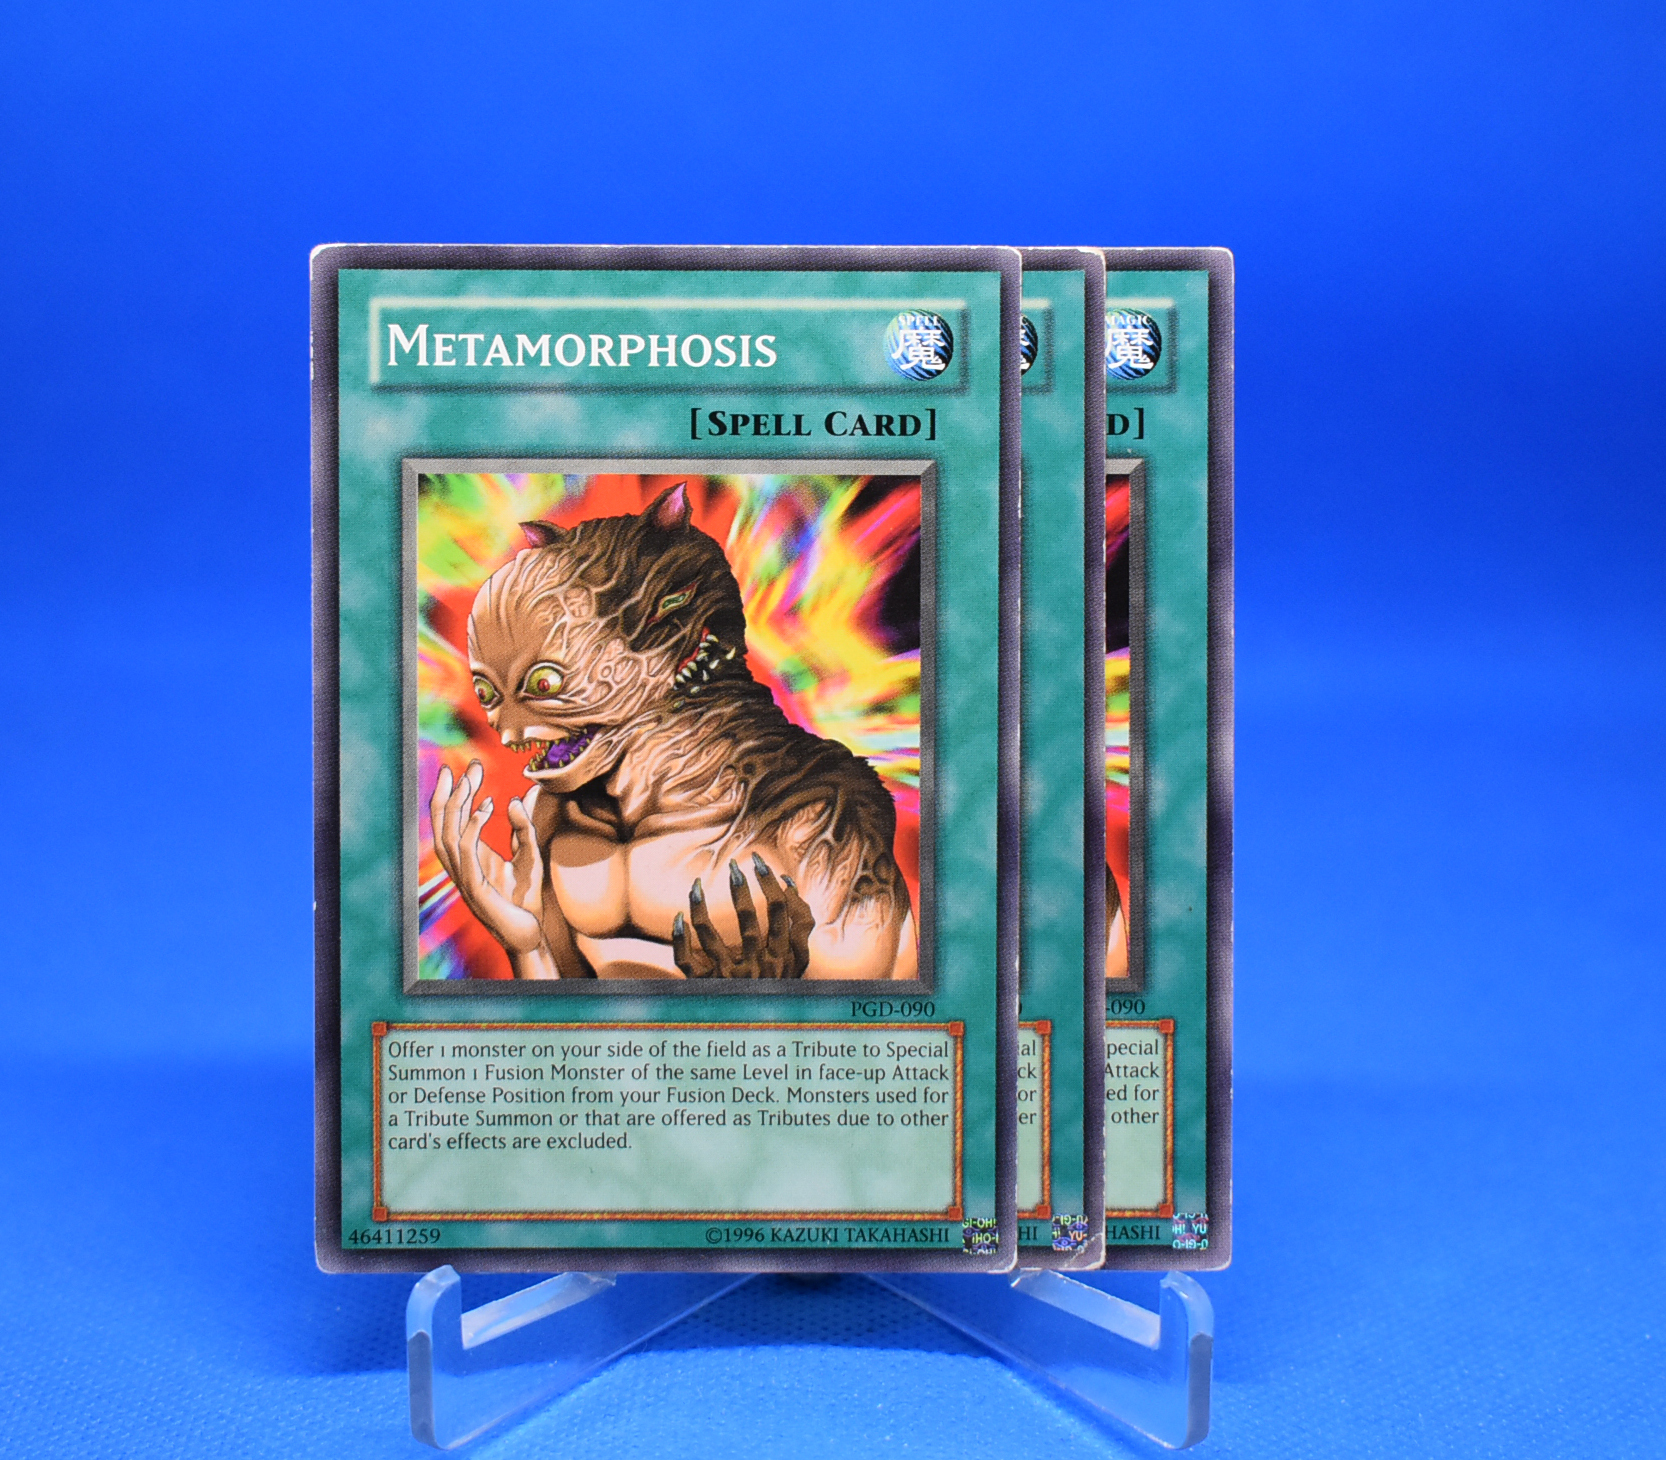 METAMORPHOSIS
SPELL
魔
[SPELL CARD]
PGD-090
Offer 1 monster on your side of the field as a Tribute to Special
Summon 1 Fusion Monster of the same Level in face-up Attack
or Defense Position from your Fusion Deck. Monsters used for
a Tribute Summon or that are offered as Tributes due to other
card's effects are excluded.
46411259
©1996 KAZUKI TAKAHASHI
MAGIC
魔
D]
-090
pecial
Attack
ed for
other
HASHI